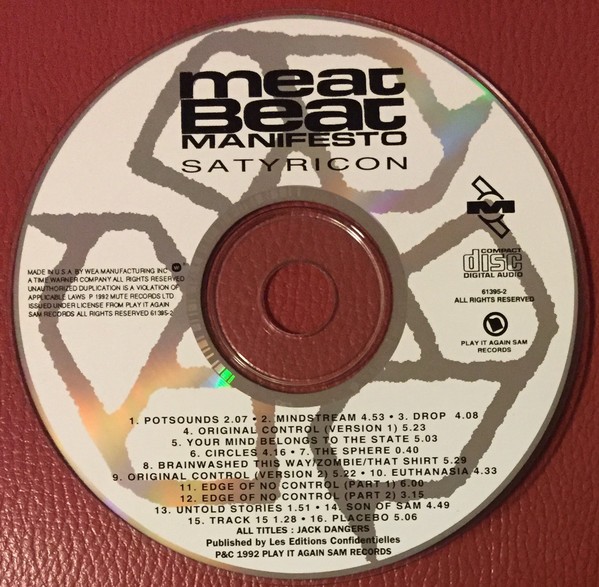 meat
Beat
MANIFESTO
SATYRICON
M
COMPACT
disc
DIGITAL AUDIO
61395-2
ALL RIGHTS RESERVED
PLAY IT AGAIN SAM
RECORDS
MADE IN U.S.A. BY WEA MANUFACTURING INC.
A TIME WARNER COMPANY ALL RIGHTS RESERVED
UNAUTHORIZED DUPLICATION IS A VIOLATION OF
APPLICABLE LAWS P 1992 MUTE RECORDS LTD
ISSUED UNDER LICENSE FROM PLAY IT AGAIN
SAM RECORDS ALL RIGHTS RESERVED 61395-2
1. POTSOUNDS 2.07 • 2. MINDSTREAM 4.53 • 3. DROP 4.08
4. ORIGINAL CONTROL (VERSION 1) 5.23
5. YOUR MIND BELONGS TO THE STATE 5.03
6. CIRCLES 4.16 • 7. THE SPHERE 0.40
8. BRAINWASHED THIS WAY/ZOMBIE/THAT SHIRT 5.29
9. ORIGINAL CONTROL (VERSION 2) 5.22 • 10. EUTHANASIA 4.33
11. EDGE OF NO CONTROL (PART 1) 6.00
12. EDGE OF NO CONTROL (PART 2) 3.15
13. UNTOLD STORIES 1.51 • 14. SON OF SAM 4.49
15. TRACK 15 1.28 • 16. PLACEBO 5.06
ALL TITLES : JACK DANGERS
Published by Les Editions Confidentielles
P&C 1992 PLAY IT AGAIN SAM RECORDS